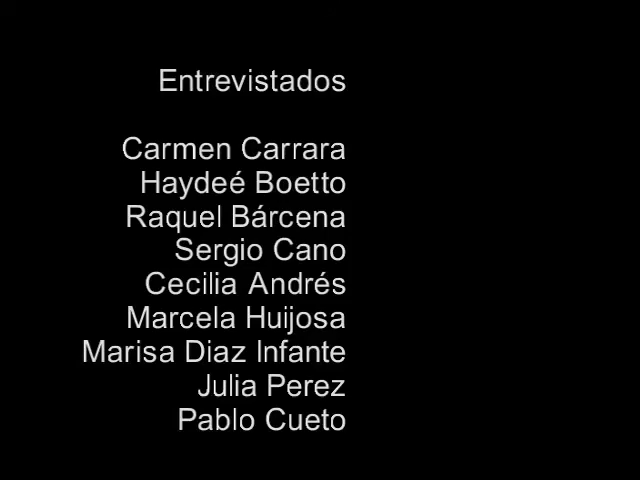 Entrevistados
Carmen Carrara
Haydeé Boetto
Raquel Bárcena
Sergio Cano
Cecilia Andrés
Marcela Huijosa
Marisa Diaz Infante
Julia Perez
Pablo Cueto